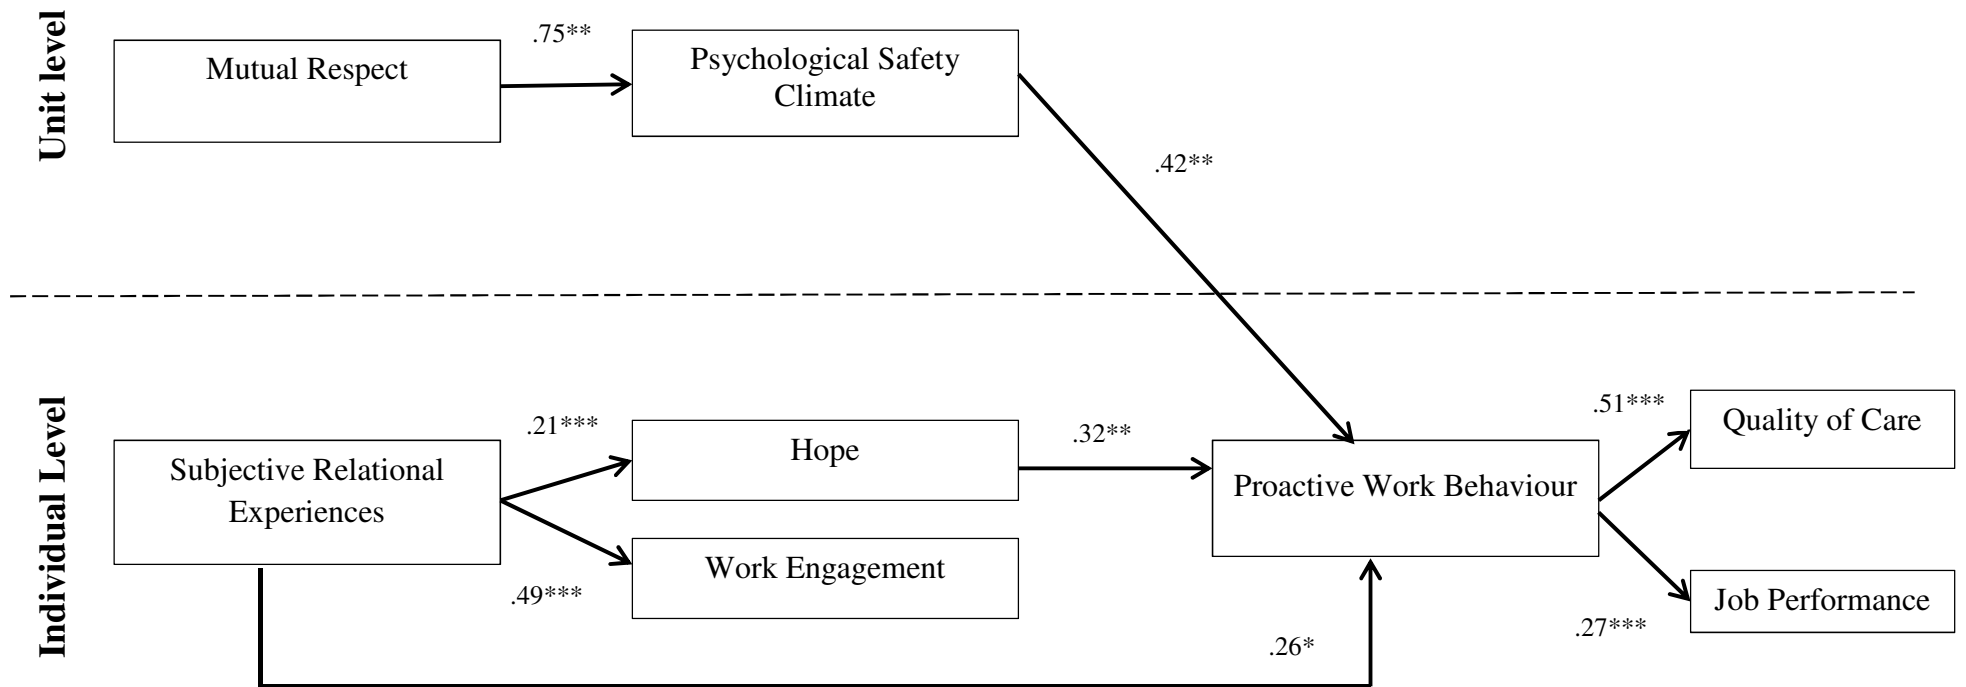 Unit level
Mutual Respect
.75**
Psychological Safety
Climate
.42**
Individual Level
Subjective Relational
Experiences
.21***
Hope
.32**
.49***
Work Engagement
Proactive Work Behaviour
.26*
.51***
Quality of Care
.27***
Job Performance